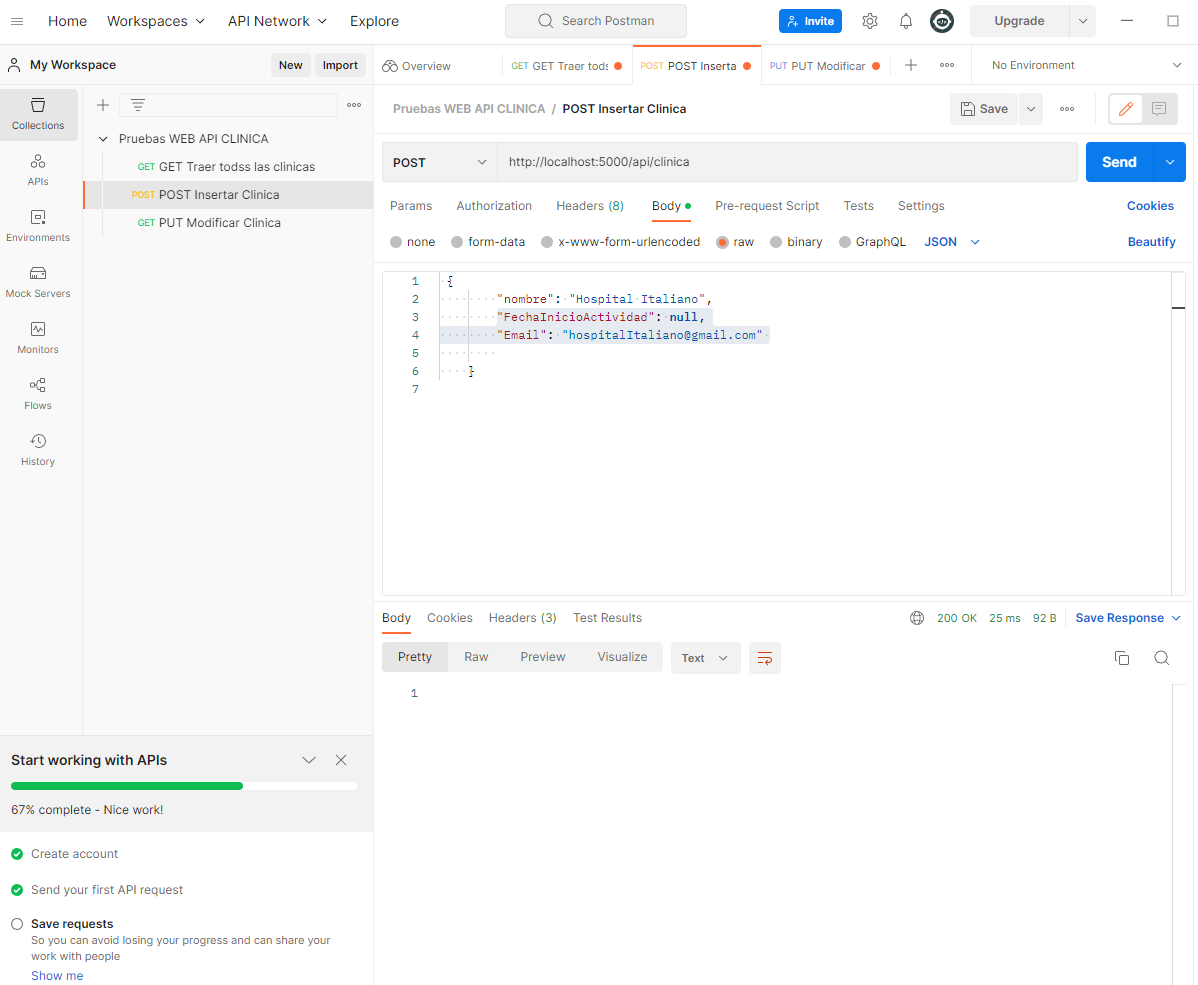 Home Workspaces API Network Explore Search Postman Invite Upgrade
My Workspace New Import Overview GET GET Traer tods POST POST Inserta PUT PUT Modificar No Environment
Collections
APIs
Environments
Mock Servers
Monitors
Flows
History
Pruebas WEB API CLINICA
GET GET Traer todss las clinicas
POST POST Insertar Clinica
GET PUT Modificar Clinica
Pruebas WEB API CLINICA / POST Insertar Clinica Save
POST http://localhost:5000/api/clinica Send
Params Authorization Headers (8) Body Pre-request Script Tests Settings Cookies
none form-data x-www-form-urlencoded raw binary GraphQL JSON Beautify
1 {
2 "nombre": "Hospital Italiano",
3 "FechaInicioActividad": null,
4 "Email": "hospitalItaliano@gmail.com"
5
6 }
7
Body Cookies Headers (3) Test Results 200 OK 25 ms 92 B Save Response
Pretty Raw Preview Visualize Text
1
Start working with APIs
67% complete - Nice work!
Create account
Send your first API request
Save requests
So you can avoid losing your progress and can share your
work with people
Show me